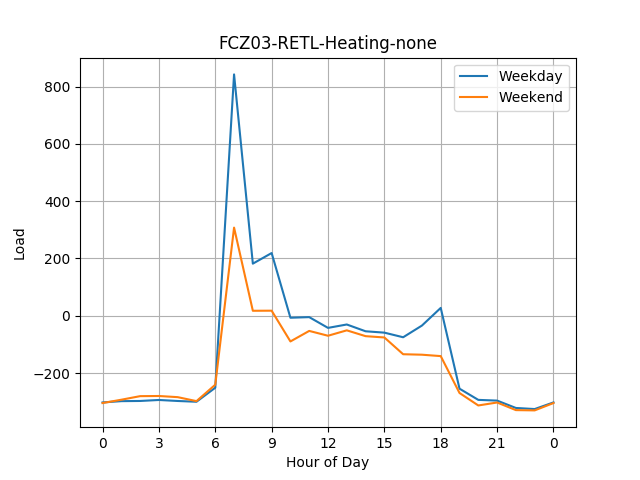 FCZ03-RETL-Heating-none
Weekday
Weekend
800
600
400
200
0
−200
Load
0 3 6 9 12 15 18 21 0
Hour of Day